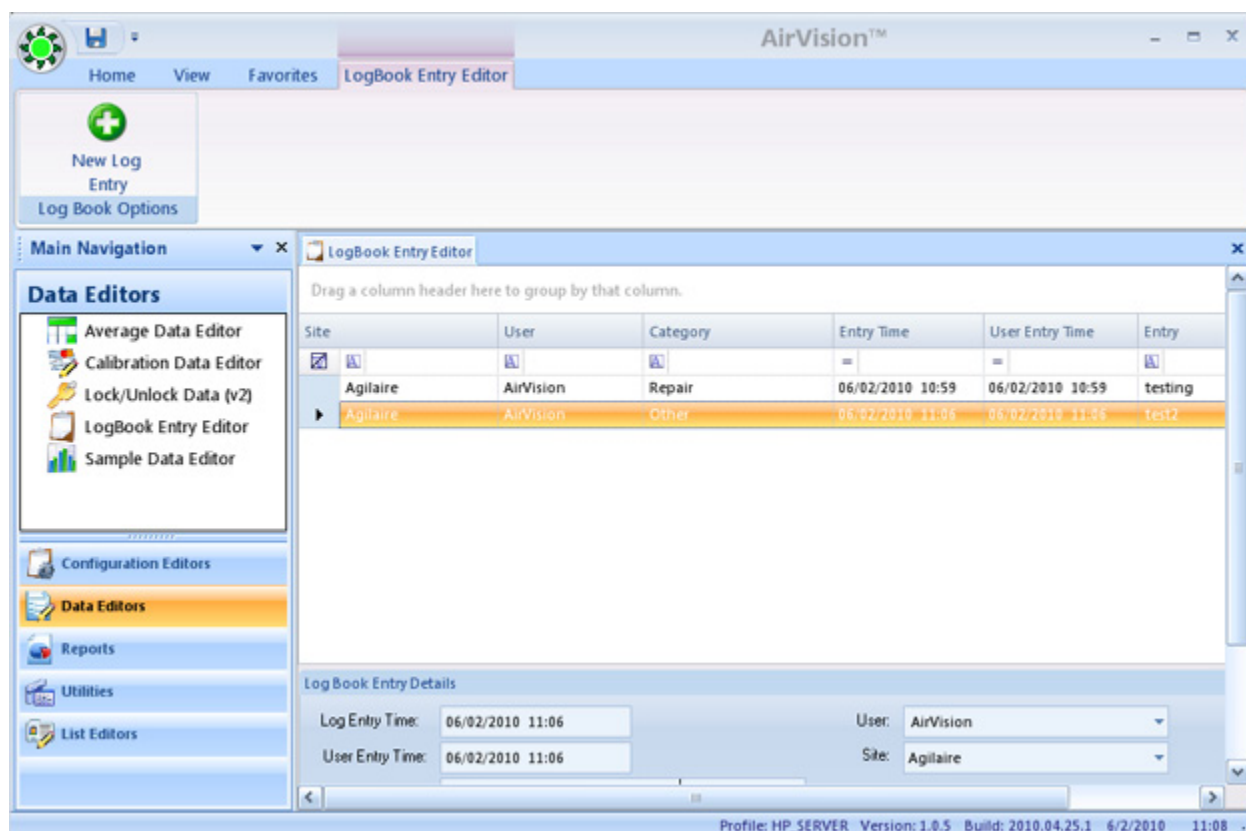 AirVision™
Home View Favorites LogBook Entry Editor
New Log
Entry
Log Book Options
Main Navigation
LogBook Entry Editor
Data Editors
Drag a column header here to group by that column.
Average Data Editor
Calibration Data Editor
Lock/Unlock Data (v2)
LogBook Entry Editor
Sample Data Editor
Site User Category Entry Time User Entry Time Entry
A A A = = A
Agilaire AirVision Repair 06/02/2010 10:59 06/02/2010 10:59 testing
Agilaire AirVision Other 06/02/2010 11:06 06/02/2010 11:06 test2
Configuration Editors
Data Editors
Reports
Utilities
List Editors
Log Book Entry Details
Log Entry Time: 06/02/2010 11:06 User: AirVision
User Entry Time: 06/02/2010 11:06 Site: Agilaire
Profile: HP_SERVER Version: 1.0.5 Build: 2010.04.25.1 6/2/2010 11:08